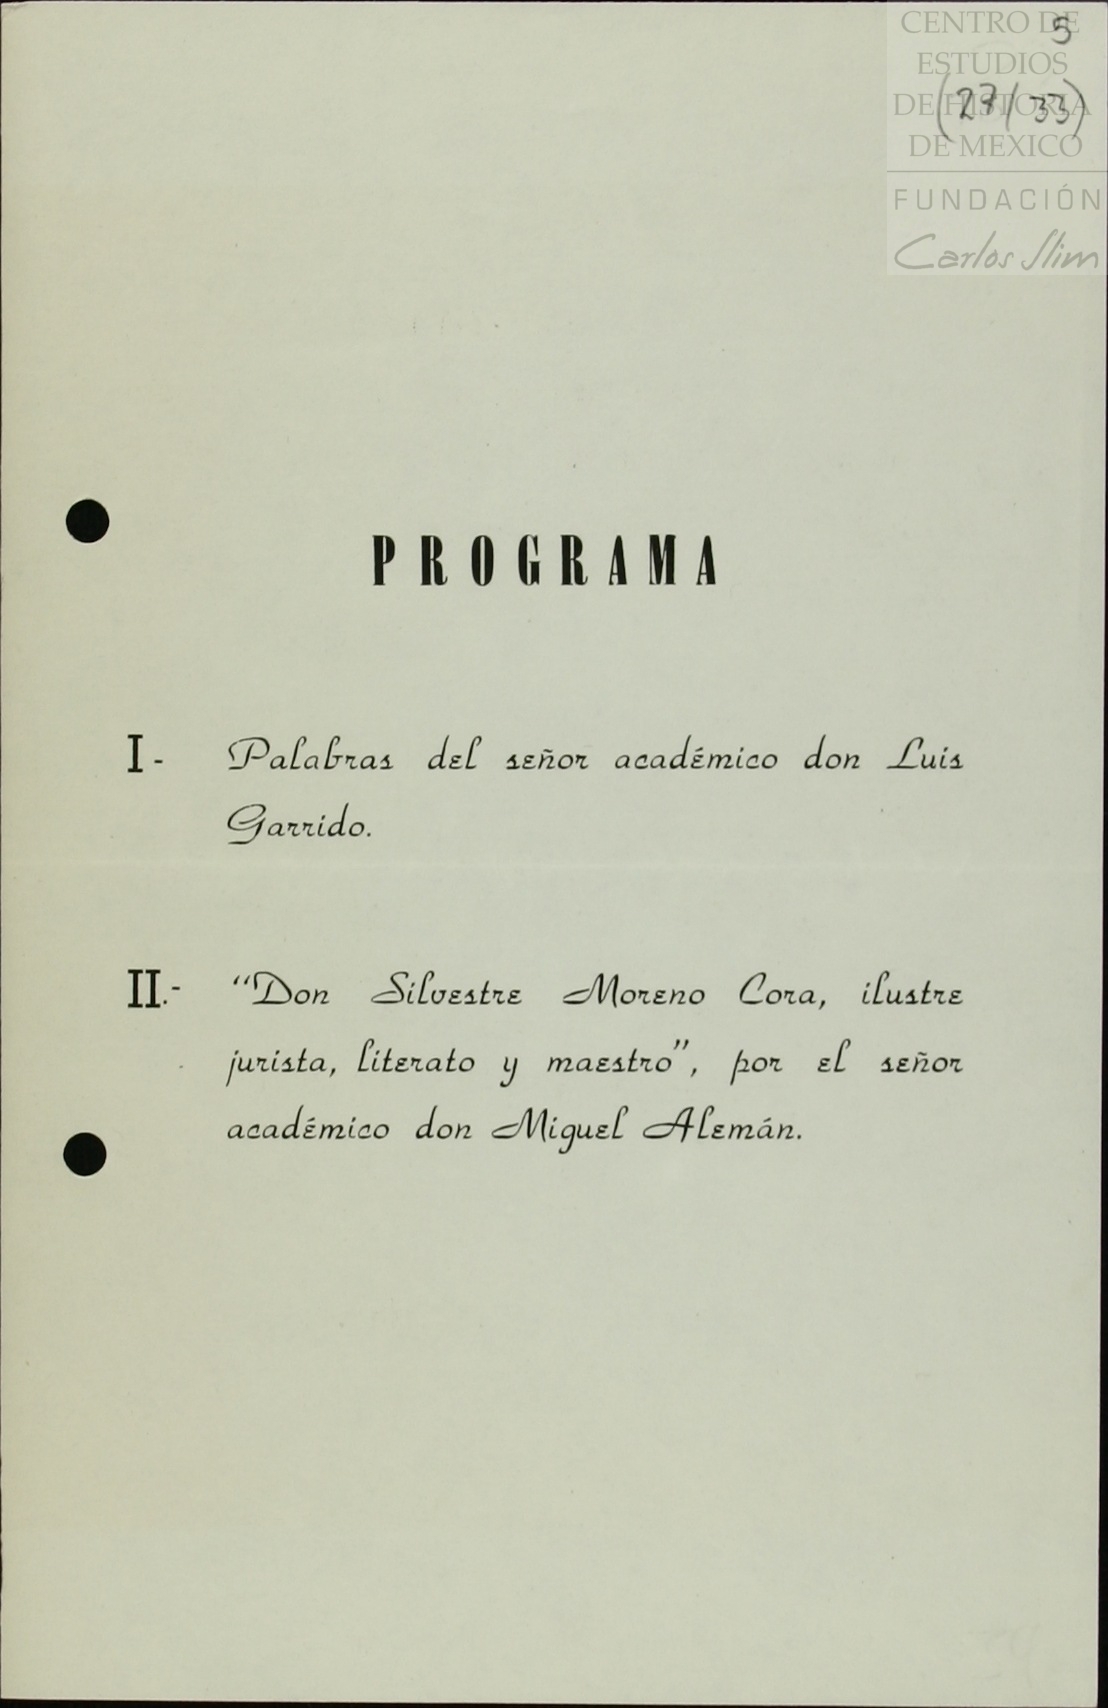 CENTRO DE
ESTUDIOS
DE HISTORIA
DE MEXICO
FUNDACIÓN
Carlos Slim
5
(27/33)
PROGRAMA
I - Palabras del señor académico don Luis
Garrido.
II.- "Don Silvestre Moreno Cora, ilustre
jurista, literato y maestro", por el señor
académico don Miguel Alemán.